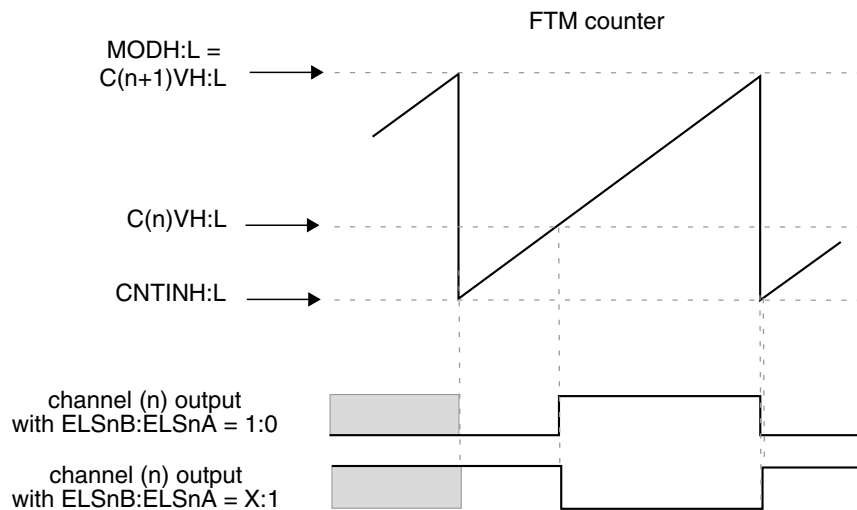 FTM counter
MODH:L =
C(n+1)VH:L
C(n)VH:L
CNTINH:L
channel (n) output
with ELSnB:ELSnA = 1:0
channel (n) output
with ELSnB:ELSnA = X:1